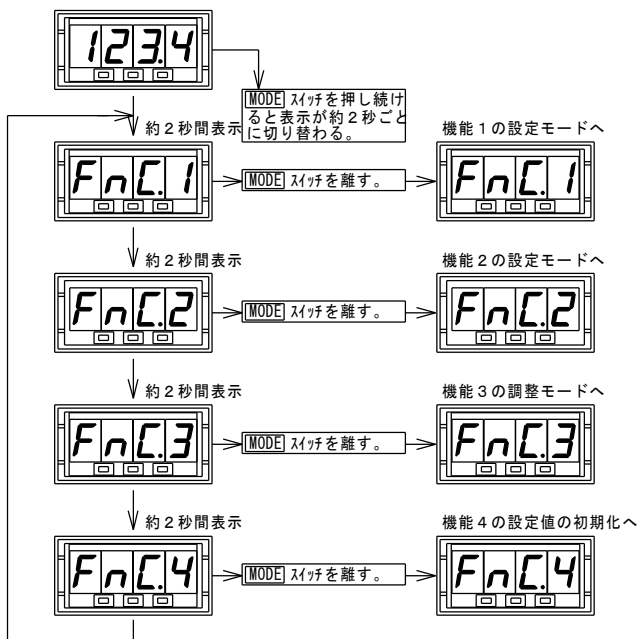 123.4
MODE スイッチを押し続け
ると表示が約２秒ごと
に切り替わる。
約２秒間表示
機能１の設定モードへ
FnC.1
MODE スイッチを離す。
FnC.1
約２秒間表示
機能２の設定モードへ
FnC.2
MODE スイッチを離す。
FnC.2
約２秒間表示
機能３の調整モードへ
FnC.3
MODE スイッチを離す。
FnC.3
約２秒間表示
機能４の設定値の初期化へ
FnC.4
MODE スイッチを離す。
FnC.4